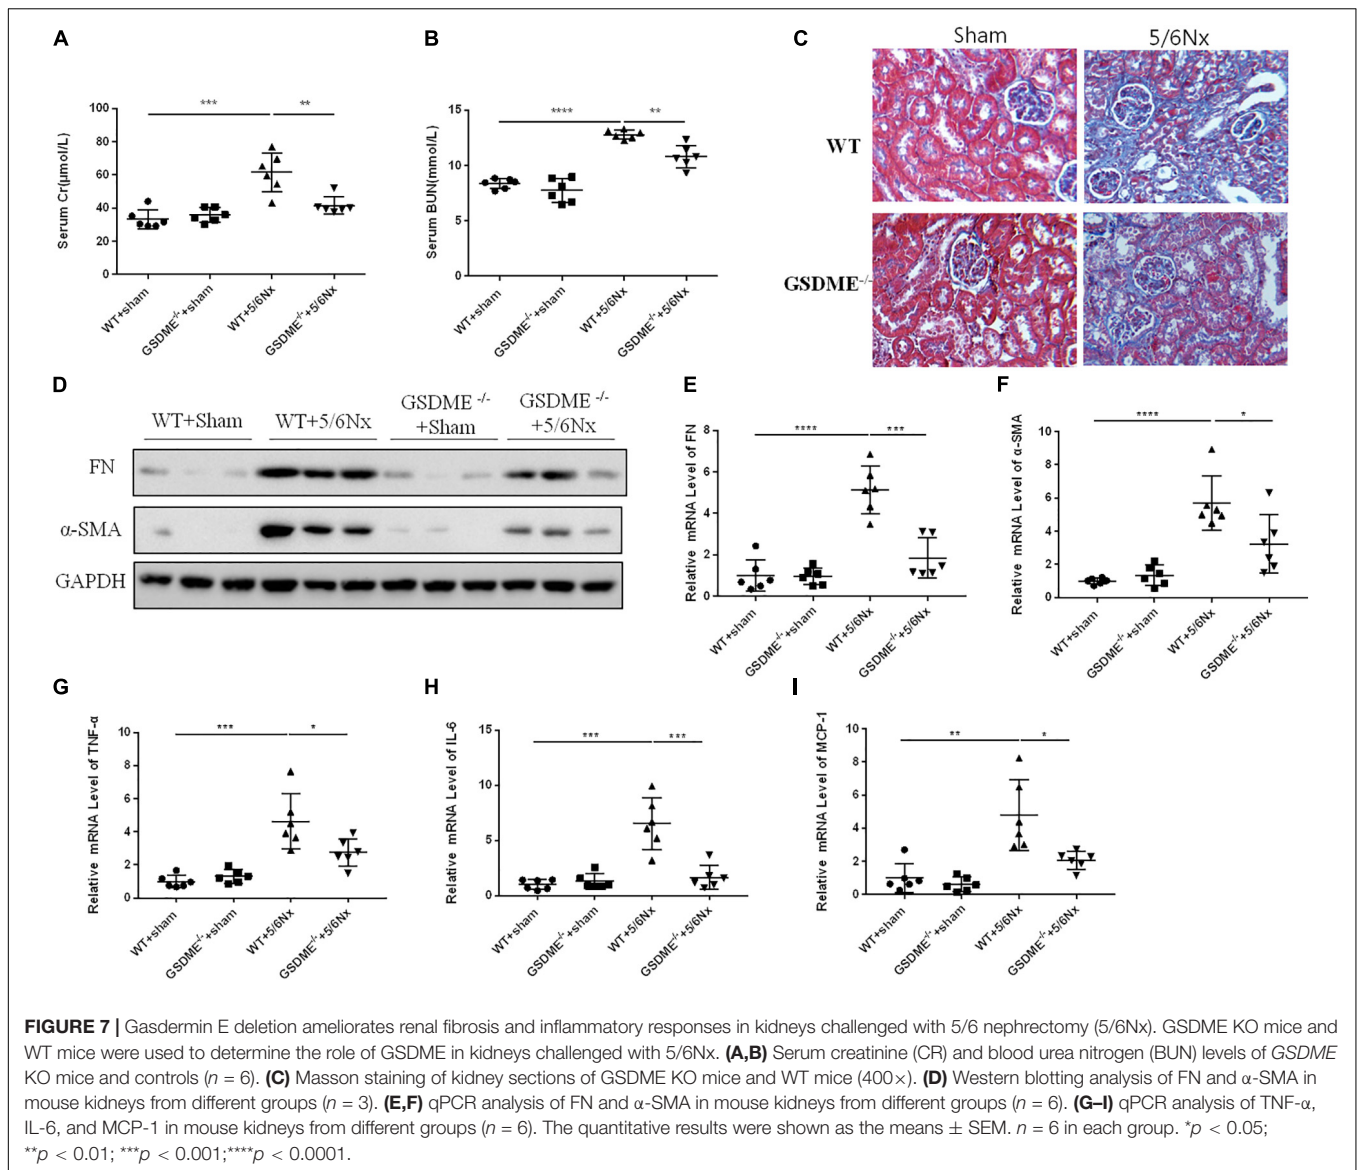 A
Serum Cr(μmol/L)
100
80
60
40
20
0
***
**
WT+sham
GSDME-/-+sham
WT+5/6Nx
GSDME-/-+5/6Nx
B
Serum BUN(mmol/L)
15
10
5
0
****
**
WT+sham
GSDME-/-+sham
WT+5/6Nx
GSDME-/-+5/6Nx
C
Sham
5/6Nx
WT
GSDME-/-
D
WT+Sham
WT+5/6Nx
GSDME -/-
+Sham
GSDME -/-
+5/6Nx
FN
α-SMA
GAPDH
E
Relative mRNA Level of FN
8
6
4
2
0
****
***
WT+sham
GSDME-/-+sham
WT+5/6Nx
GSDME-/-+5/6Nx
F
Relative mRNA Level of α-SMA
10
8
6
4
2
0
****
*
WT+sham
GSDME-/-+sham
WT+5/6Nx
GSDME-/-+5/6Nx
G
Relative mRNA Level of TNF-α
10
8
6
4
2
0
***
*
WT+sham
GSDME-/-+sham
WT+5/6Nx
GSDME-/-+5/6Nx
H
Relative mRNA Level of IL-6
15
10
5
0
***
***
WT+sham
GSDME-/-+sham
WT+5/6Nx
GSDME-/-+5/6Nx
I
Relative mRNA Level of MCP-1
10
8
6
4
2
0
**
*
WT+sham
GSDME-/-+sham
WT+5/6Nx
GSDME-/-+5/6Nx
FIGURE 7 | Gasdermin E deletion ameliorates renal fibrosis and inflammatory responses in kidneys challenged with 5/6 nephrectomy (5/6Nx). GSDME KO mice and
WT mice were used to determine the role of GSDME in kidneys challenged with 5/6Nx. (A,B) Serum creatinine (CR) and blood urea nitrogen (BUN) levels of GSDME
KO mice and controls (n = 6). (C) Masson staining of kidney sections of GSDME KO mice and WT mice (400×). (D) Western blotting analysis of FN and α-SMA in
mouse kidneys from different groups (n = 3). (E,F) qPCR analysis of FN and α-SMA in mouse kidneys from different groups (n = 6). (G–I) qPCR analysis of TNF-α,
IL-6, and MCP-1 in mouse kidneys from different groups (n = 6). The quantitative results were shown as the means ± SEM. n = 6 in each group. *p < 0.05;
**p < 0.01; ***p < 0.001;****p < 0.0001.